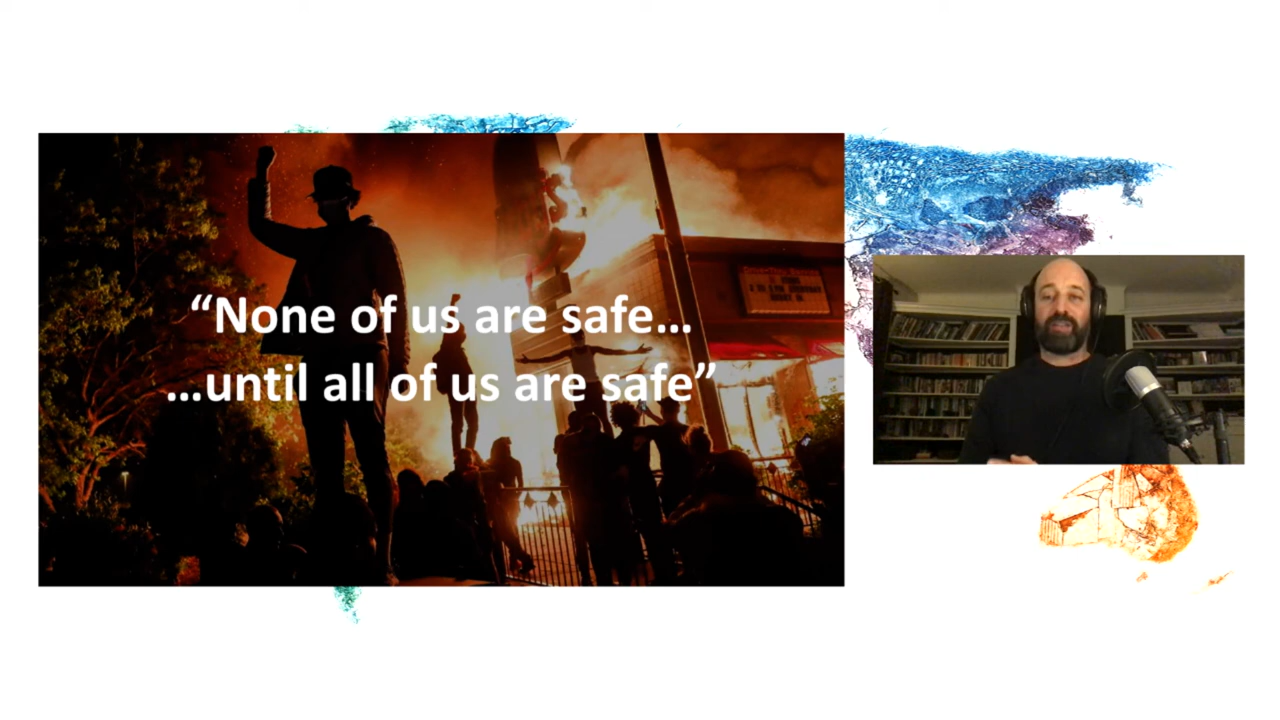 “None of us are safe…
…until all of us are safe”